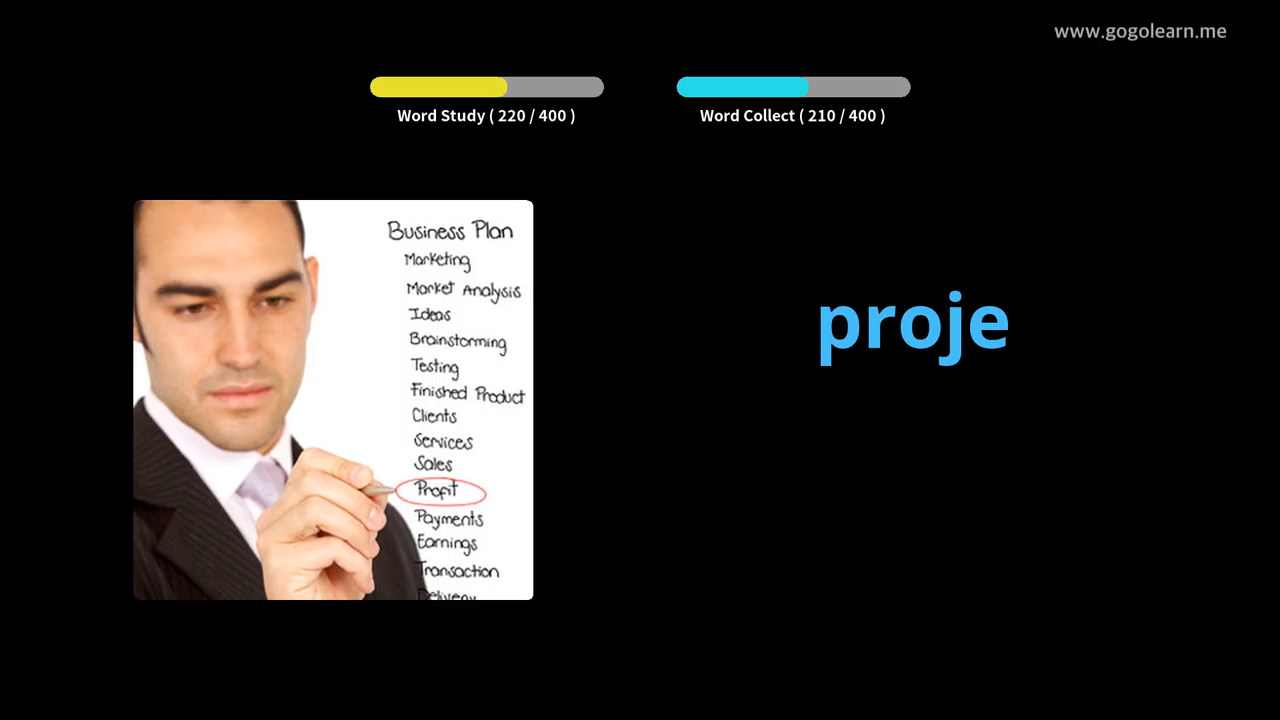 www.gogolearn.me
Word Study ( 220 / 400 )
Word Collect ( 210 / 400 )
Business Plan
Marketing
Market Analysis
Ideas
Brainstorming
Testing
Finished Product
Clients
Services
Sales
Profit
Payments
Earnings
Transaction
Delivery
proje